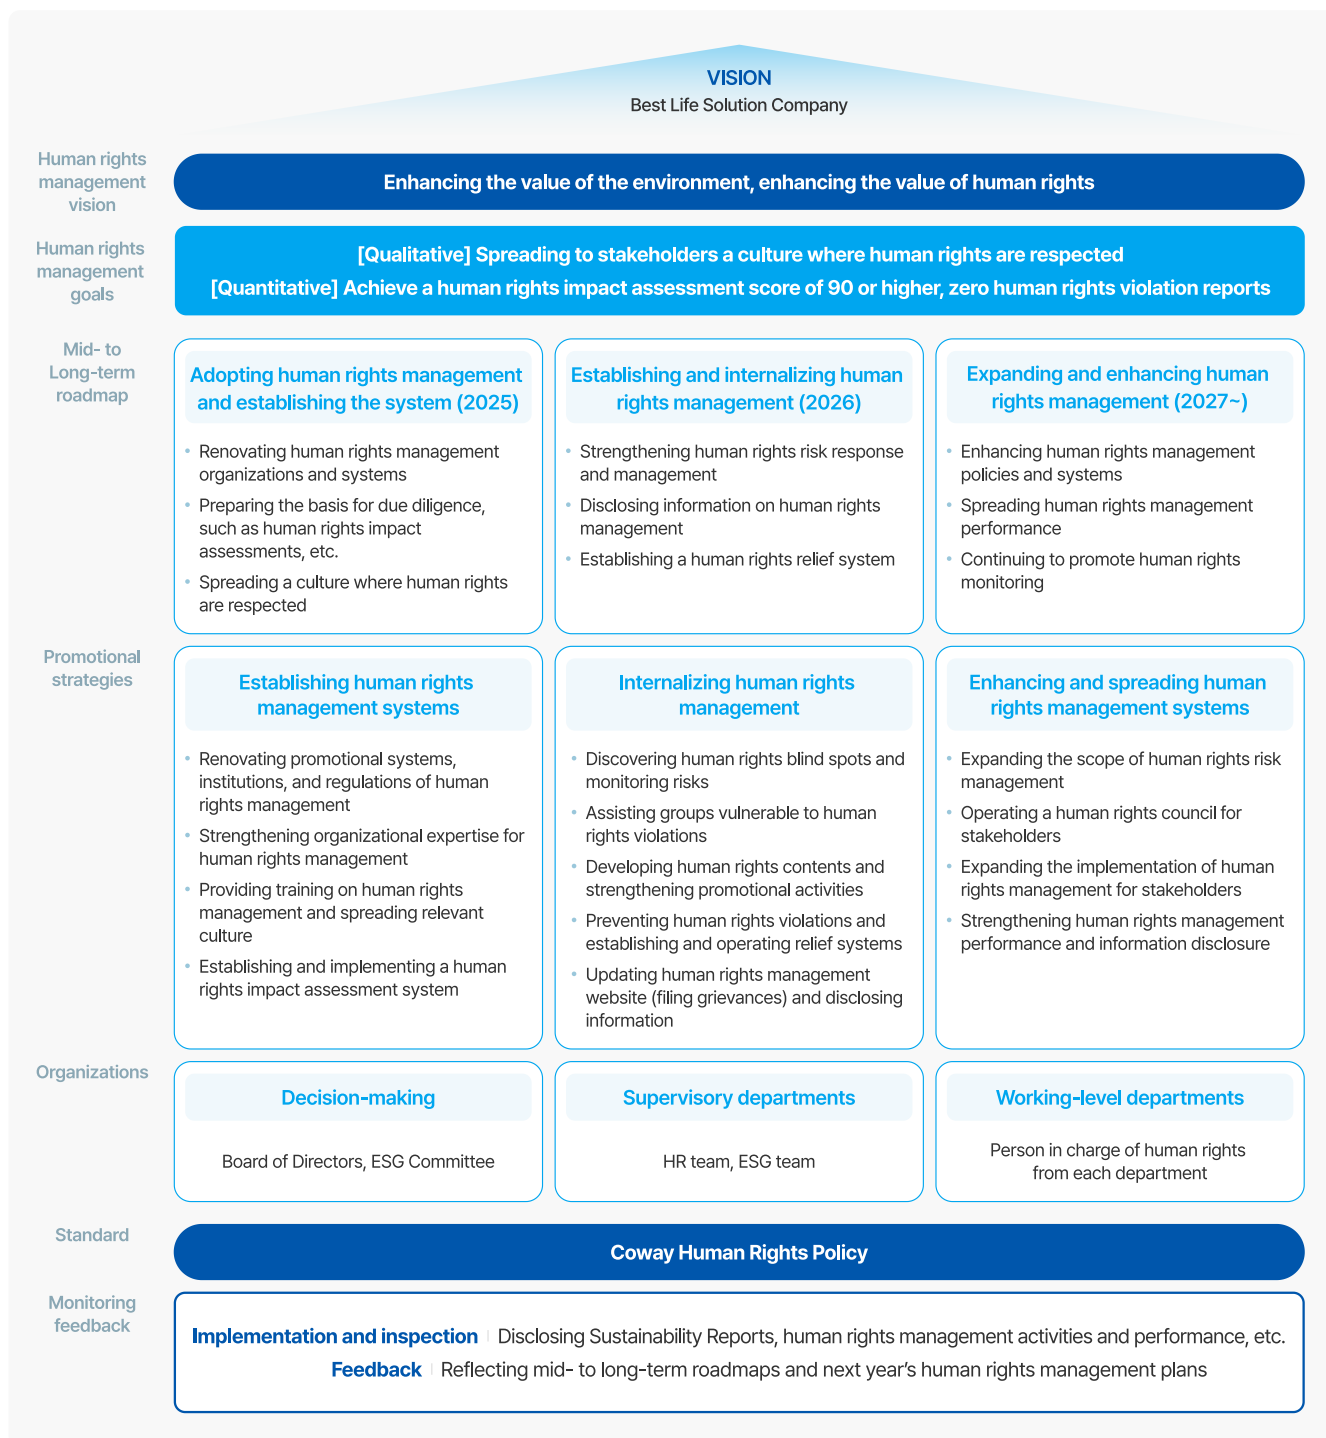 VISION
Best Life Solution Company
Human rights
management
vision
Enhancing the value of the environment, enhancing the value of human rights
Human rights
management
goals
[Qualitative] Spreading to stakeholders a culture where human rights are respected
[Quantitative] Achieve a human rights impact assessment score of 90 or higher, zero human rights violation reports
Mid- to
Long-term
roadmap
Adopting human rights management
and establishing the system (2025)
• Renovating human rights management
organizations and systems
• Preparing the basis for due diligence,
such as human rights impact
assessments, etc.
• Spreading a culture where human rights
are respected
Establishing and internalizing human
rights management (2026)
• Strengthening human rights risk response
and management
• Disclosing information on human rights
management
• Establishing a human rights relief system
Expanding and enhancing human
rights management (2027~)
• Enhancing human rights management
policies and systems
• Spreading human rights management
performance
• Continuing to promote human rights
monitoring
Promotional
strategies
Establishing human rights
management systems
• Renovating promotional systems,
institutions, and regulations of human
rights management
• Strengthening organizational expertise for
human rights management
• Providing training on human rights
management and spreading relevant
culture
• Establishing and implementing a human
rights impact assessment system
Internalizing human rights
management
• Discovering human rights blind spots and
monitoring risks
• Assisting groups vulnerable to human
rights violations
• Developing human rights contents and
strengthening promotional activities
• Preventing human rights violations and
establishing and operating relief systems
• Updating human rights management
website (filing grievances) and disclosing
information
Enhancing and spreading human
rights management systems
• Expanding the scope of human rights risk
management
• Operating a human rights council for
stakeholders
• Expanding the implementation of human
rights management for stakeholders
• Strengthening human rights management
performance and information disclosure
Organizations
Decision-making
Board of Directors, ESG Committee
Supervisory departments
HR team, ESG team
Working-level departments
Person in charge of human rights
from each department
Standard
Coway Human Rights Policy
Monitoring
feedback
Implementation and inspection | Disclosing Sustainability Reports, human rights management activities and performance, etc.
Feedback | Reflecting mid- to long-term roadmaps and next year's human rights management plans